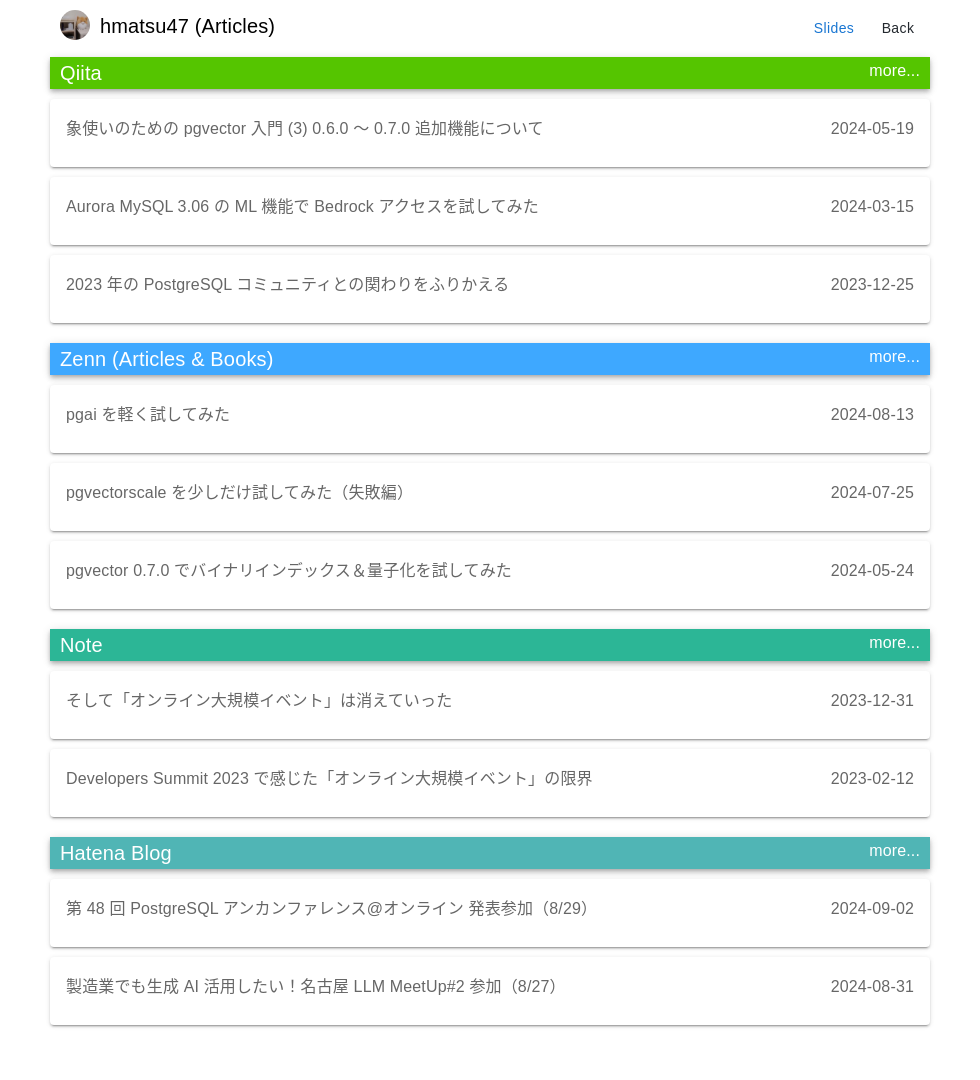 hmatsu47 (Articles)
Slides
Back
Qiita
more...
象使いのための pgvector 入門 (3) 0.6.0 〜 0.7.0 追加機能について
2024-05-19
Aurora MySQL 3.06 の ML 機能で Bedrock アクセスを試してみた
2024-03-15
2023 年の PostgreSQL コミュニティとの関わりをふりかえる
2023-12-25
Zenn (Articles & Books)
more...
pgai を軽く試してみた
2024-08-13
pgvectorscale を少しだけ試してみた（失敗編）
2024-07-25
pgvector 0.7.0 でバイナリインデックス＆量子化を試してみた
2024-05-24
Note
more...
そして「オンライン大規模イベント」は消えていった
2023-12-31
Developers Summit 2023 で感じた「オンライン大規模イベント」の限界
2023-02-12
Hatena Blog
more...
第 48 回 PostgreSQL アンカンファレンス@オンライン 発表参加（8/29）
2024-09-02
製造業でも生成 AI 活用したい！名古屋 LLM MeetUp#2 参加（8/27）
2024-08-31